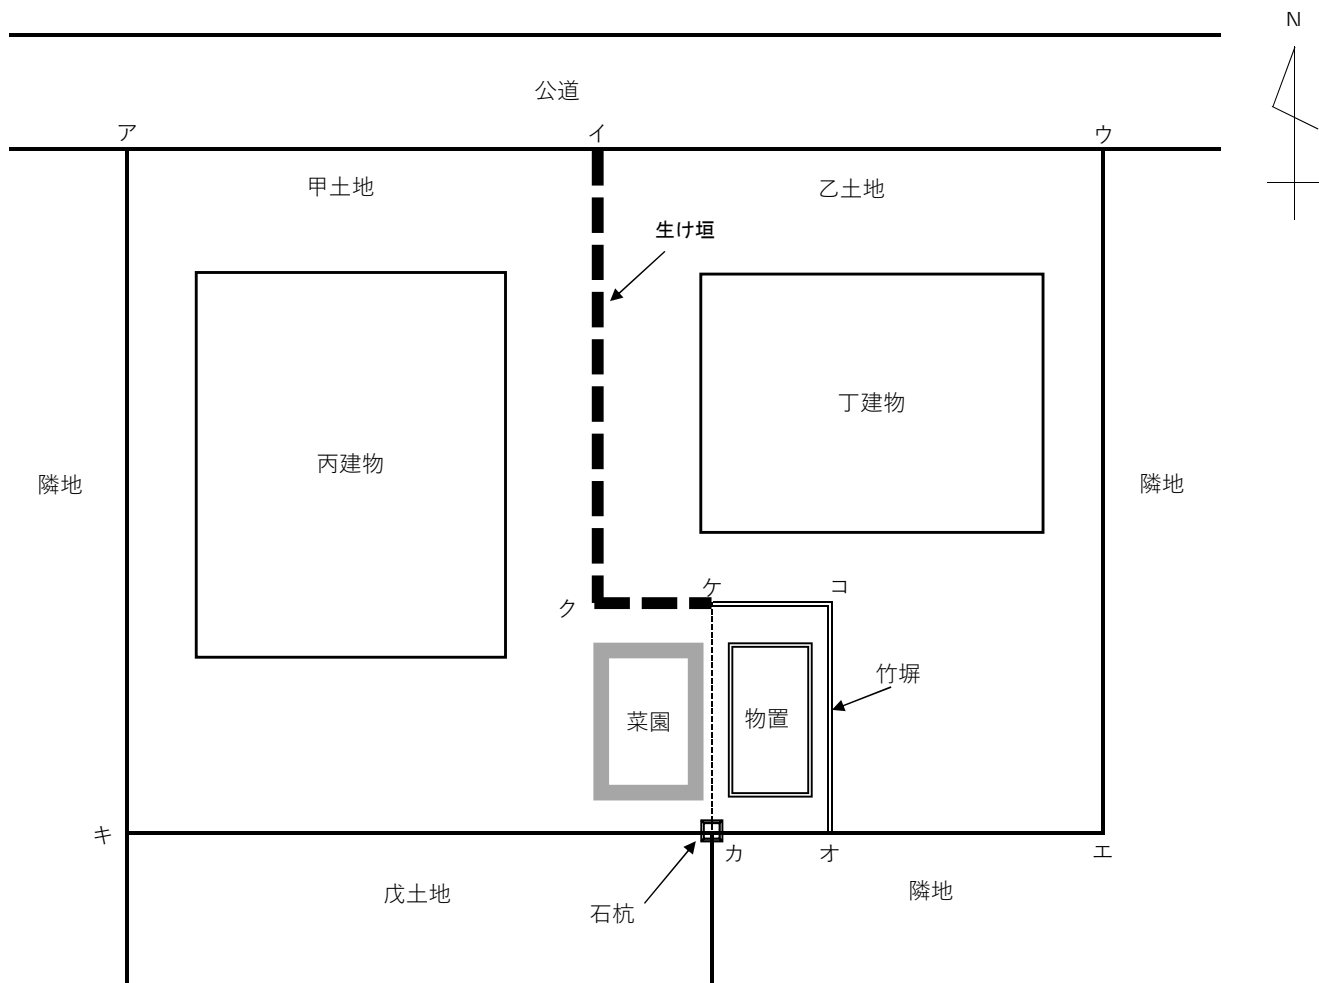 N
公道
ア
イ
ウ
甲土地
乙土地
生け垣
丁建物
丙建物
隣地
隣地
ケ
コ
ク
竹塀
菜園
物置
キ
カ
オ
エ
戊土地
石杭
隣地